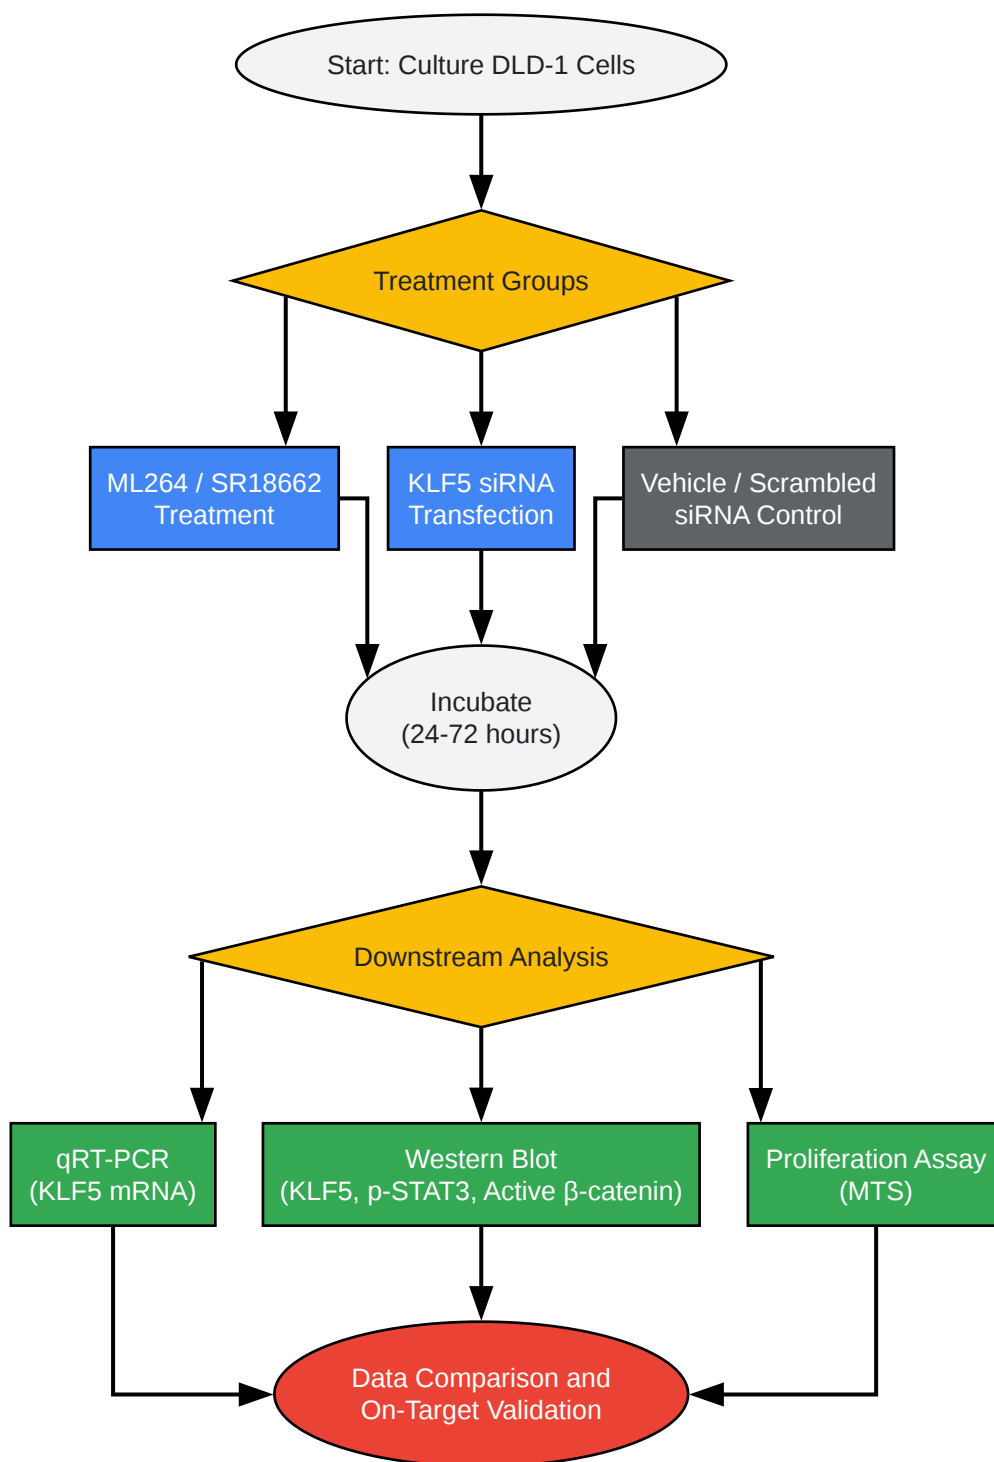 Start: Culture DLD-1 Cells
Treatment Groups
ML264 / SR18662
Treatment
KLF5 siRNA
Transfection
Vehicle / Scrambled
siRNA Control
Incubate
(24-72 hours)
Downstream Analysis
qRT-PCR
(KLF5 mRNA)
Western Blot
(KLF5, p-STAT3, Active β-catenin)
Proliferation Assay
(MTS)
Data Comparison and
On-Target Validation